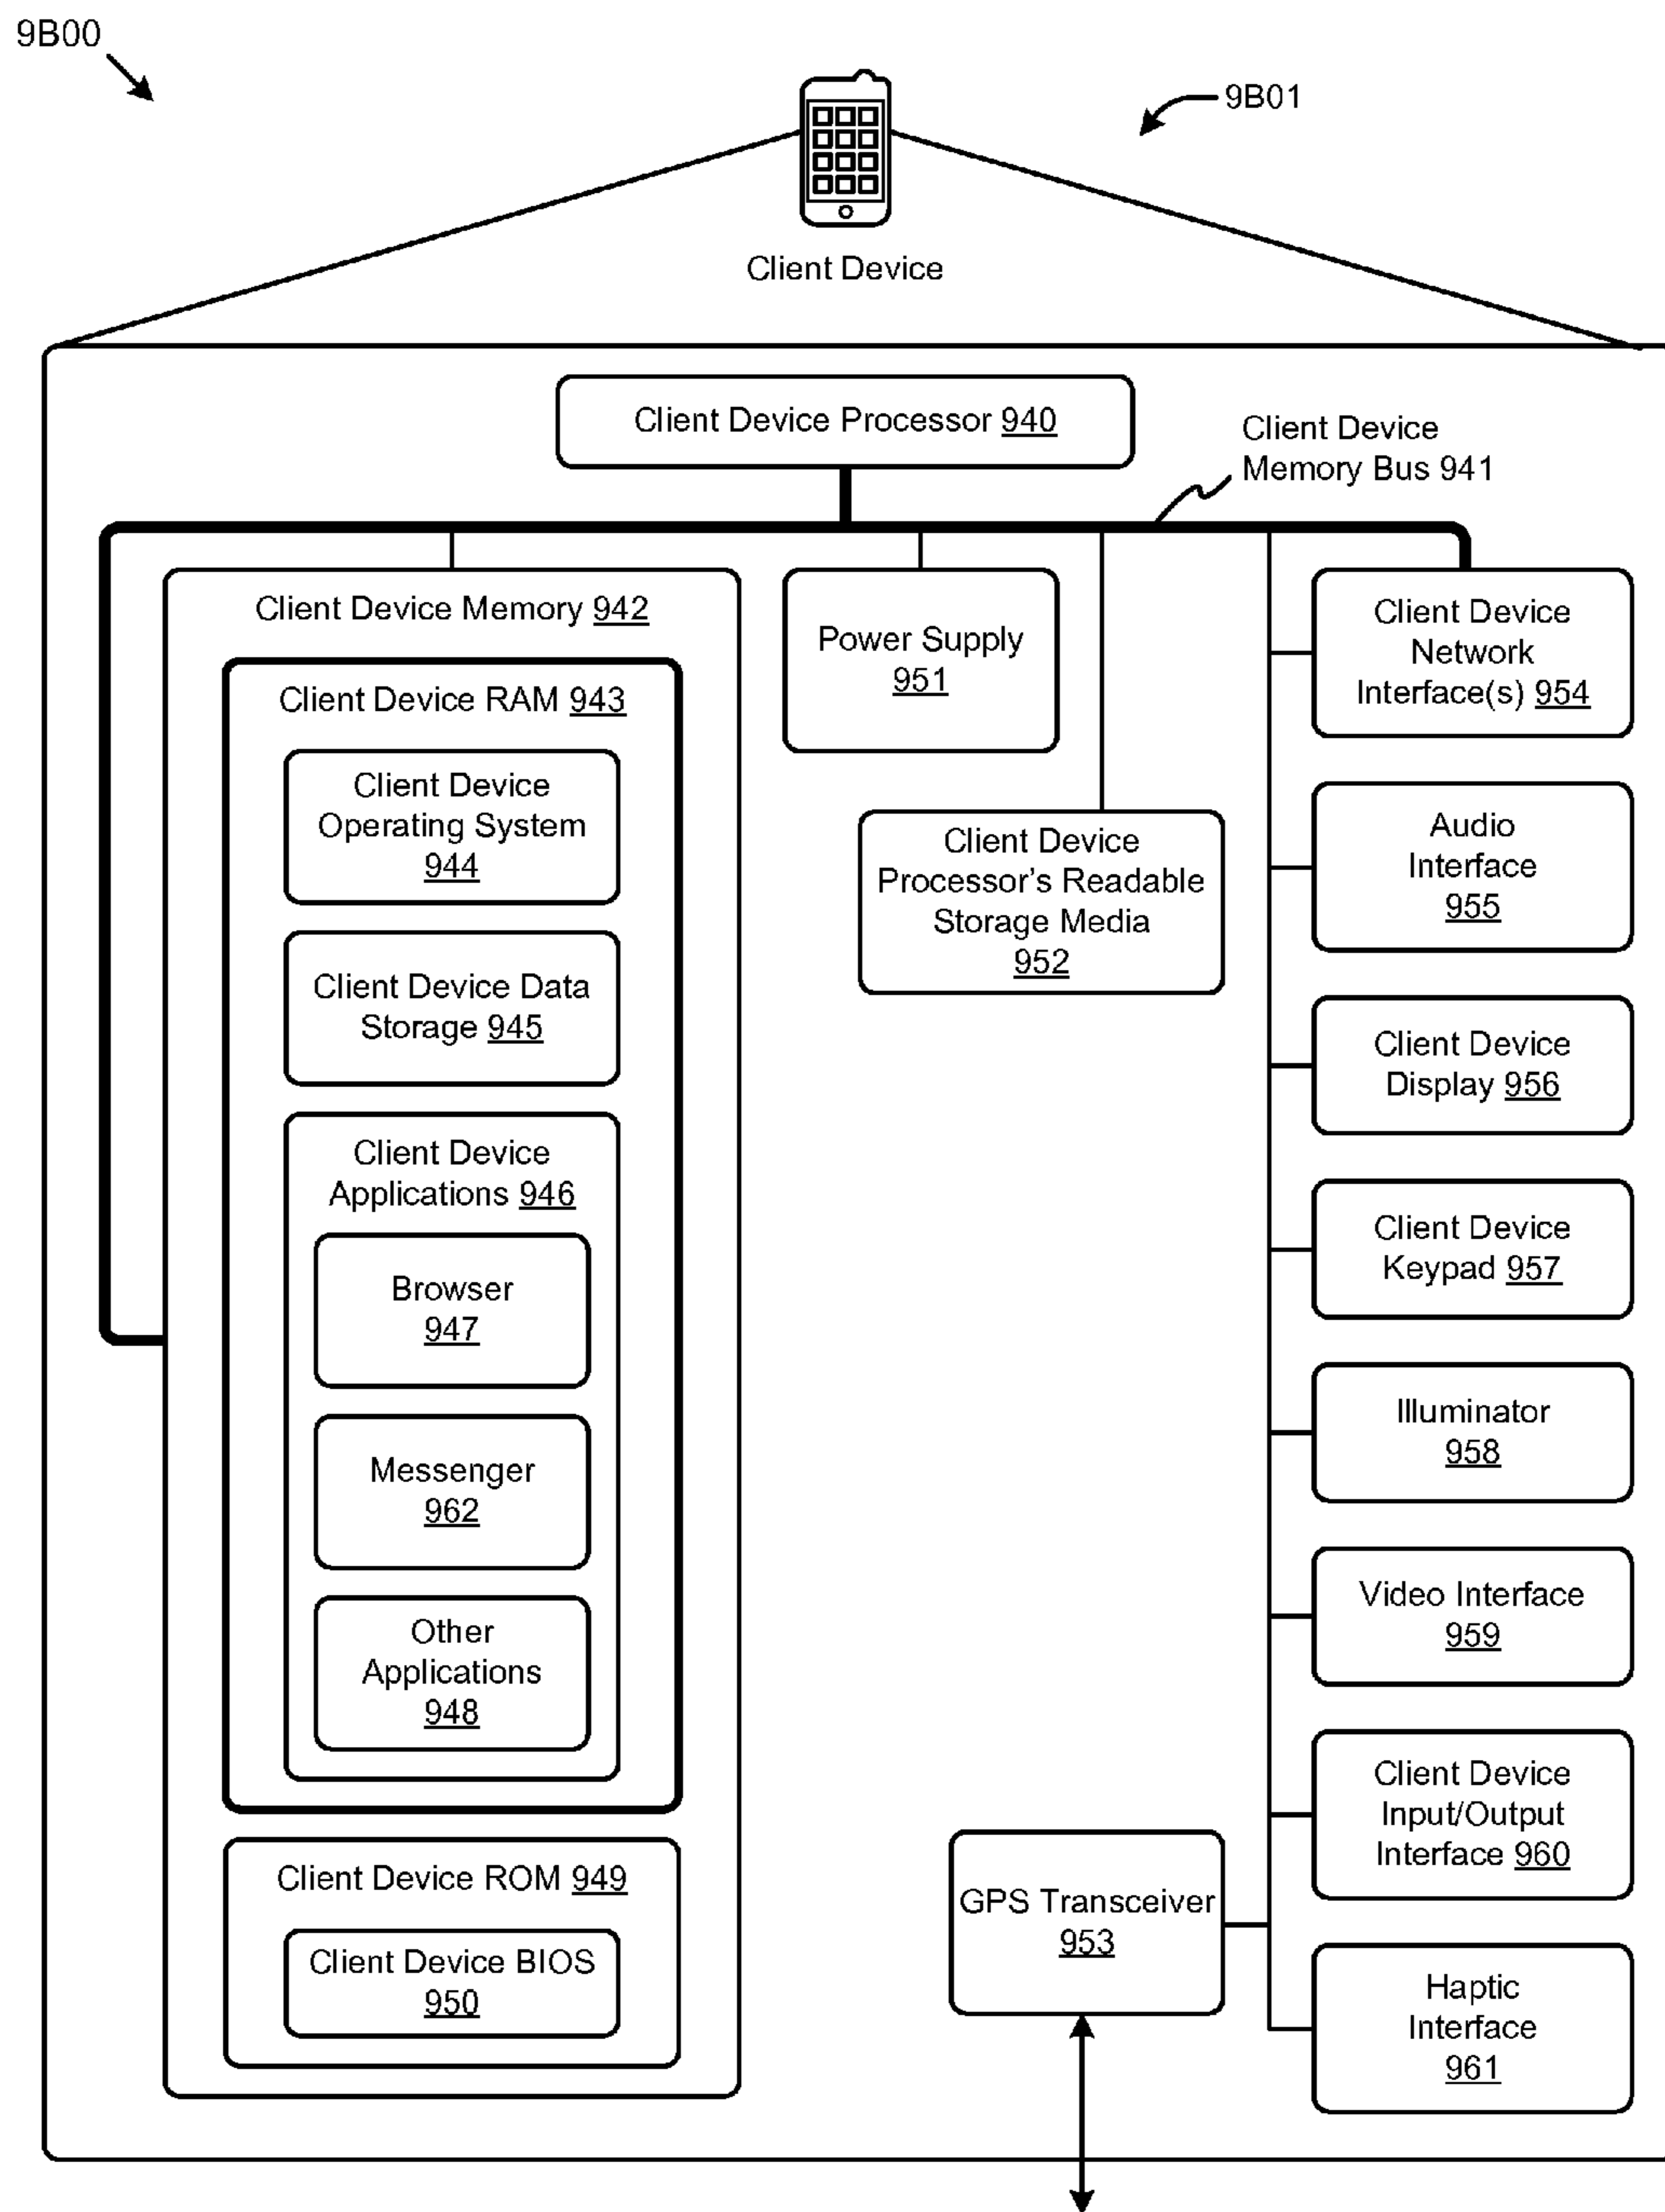 9B00
9B01
Client Device
Client Device Processor 940
Client Device
Memory Bus 941
Client Device Memory 942
Client Device RAM 943
Client Device
Operating System
944
Client Device Data
Storage 945
Client Device
Applications 946
Browser
947
Messenger
962
Other
Applications
948
Client Device ROM 949
Client Device BIOS
950
Power Supply
951
Client Device
Processor's Readable
Storage Media
952
GPS Transceiver
953
Client Device
Network
Interface(s) 954
Audio
Interface
955
Client Device
Display 956
Client Device
Keypad 957
Illuminator
958
Video Interface
959
Client Device
Input/Output
Interface 960
Haptic
Interface
961